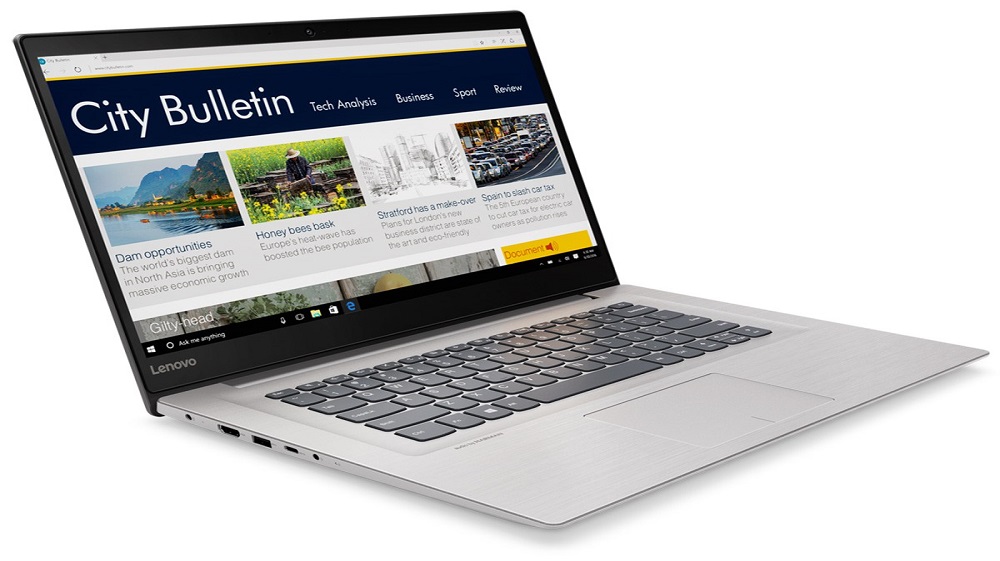 City Bulletin
City Bulletin Tech Analysis Business Sport Review
Dam opportunities
The world's biggest dam
in North Asia is bringing
massive economic growth
Honey bees bask
Europe's heat-wave has
boosted the bee population
Stratford has a make-over
Plans for London's new
business district are state of
the art and eco-friendly
Spain to slash car tax
The 5th European country
to cut car tax for electric car
owners as pollution rises
Document
Gilty-head
Ask me anything
Lenovo